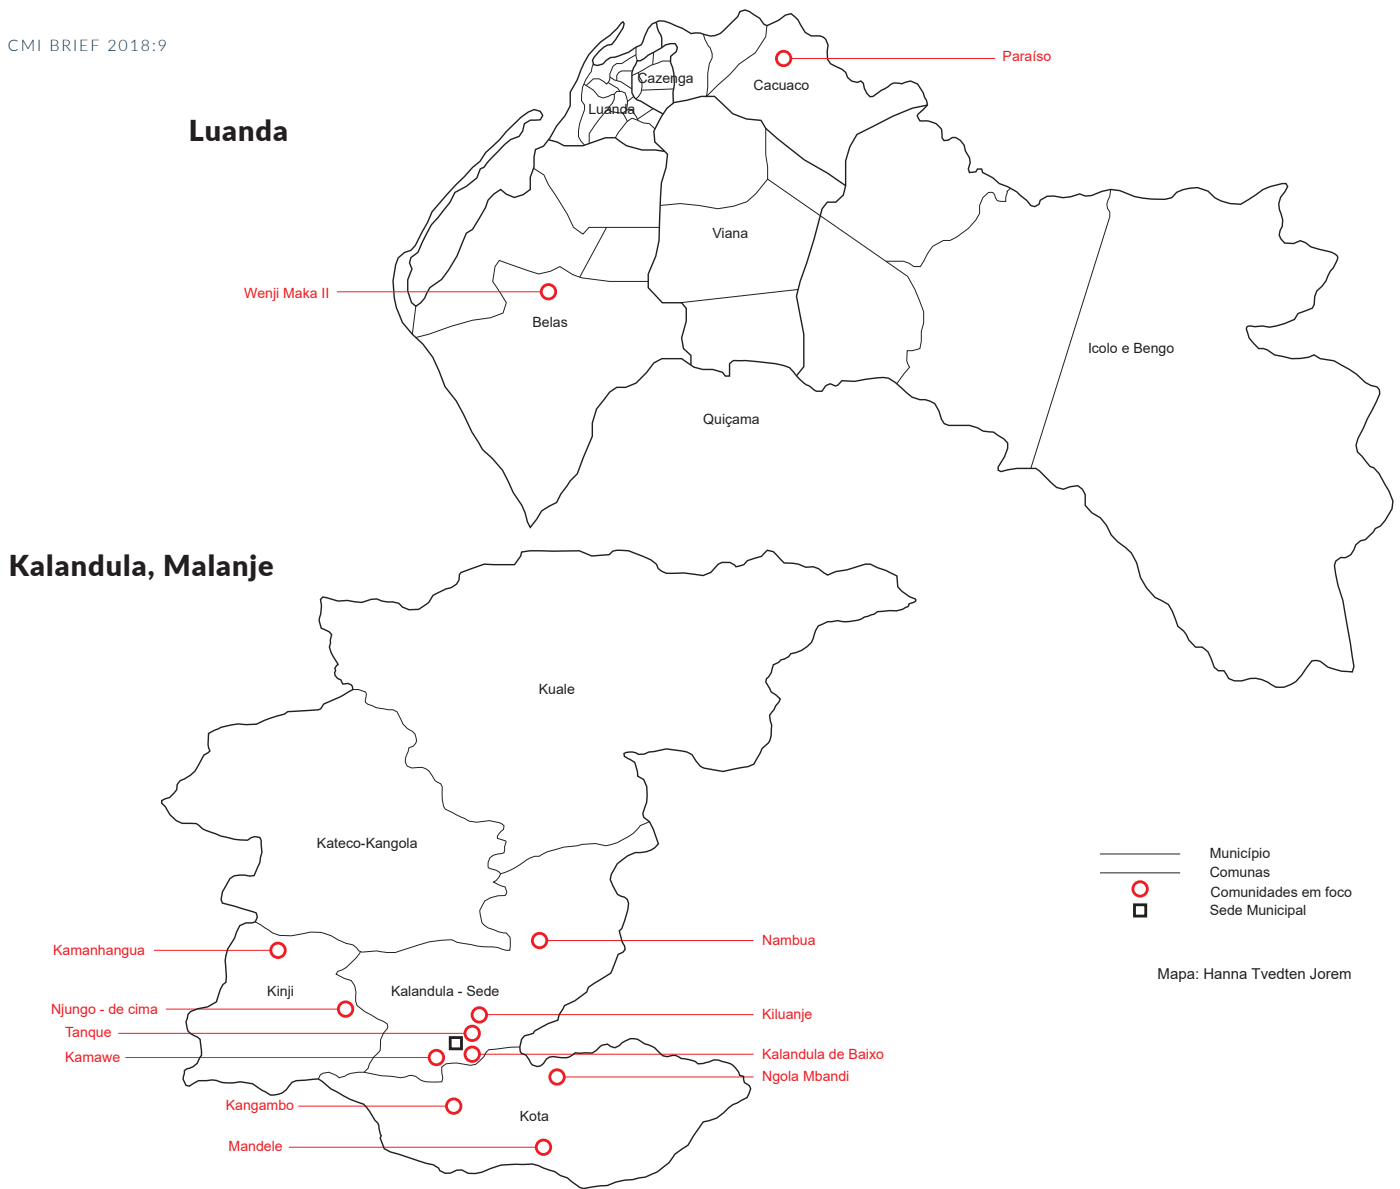 CMI BRIEF 2018:9
Luanda
Paraíso
Cazenga
Cacuaco
Luanda
Viana
Wenji Maka II
Belas
Icolo e Bengo
Quiçama
Kalandula, Malanje
Kuale
Kateco-Kangola
Município
Comunas
Comunidades em foco
Sede Municipal
Mapa: Hanna Tvedten Jorem
Kamanhangua
Nambua
Kinji
Kalandula - Sede
Njungo - de cima
Kiluanje
Tanque
Kamawe
Kalandula de Baixo
Ngola Mbandi
Kangambo
Kota
Mandele